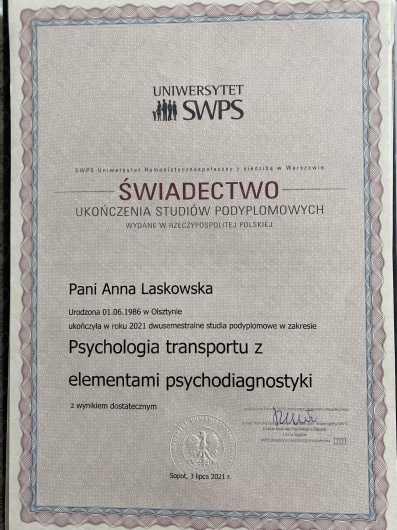 UNIWERSYTET
SWPS
SWPS Uniwersytet Humanistycznospołeczny z siedzibą w Warszawie
ŚWIADECTWO
UKOŃCZENIA STUDIÓW PODYPLOMOWYCH
WYDANE W RZECZYPOSPOLITEJ POLSKIEJ
Pani Anna Laskowska
Urodzona 01.06.1986 w Olsztynie
ukończyła w roku 2021 dwusemestralne studia podyplomowe w zakresie
Psychologia transportu z
elementami psychodiagnostyki
z wynikiem dostatecznym
Sopot, 3 lipca 2021 r.